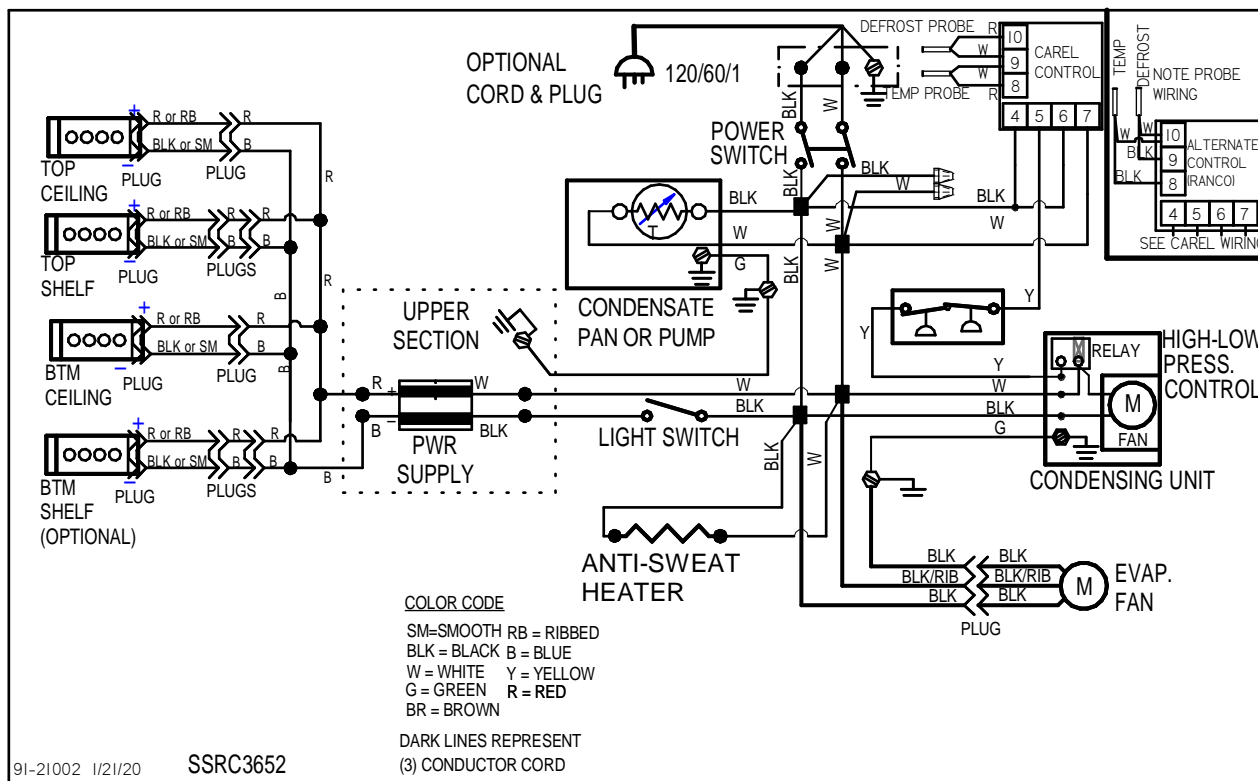 OPTIONAL
CORD & PLUG
120/60/1
DEFROST PROBE
R
W
W
TEMP PROBE
R
10
9
8
CAREL
CONTROL
4 5 6 7
TEMP
DEFROST
NOTE PROBE
WIRING
W
W
BLK
BLK
10
9
8
ALTERNATE
CONTROL
(RANCO)
4 5 6 7
SEE CAREL WIRING
BLK
W
POWER
SWITCH
BLK
BLK
W
BLK
W
BLK
W
T
BLK
W
G
W
BLK
W
CONDENSATE
PAN OR PUMP
+
R or RB
R
BLK or SM
B
–
TOP
CEILING
PLUG
PLUG
R
+
R or RB
R
R
BLK or SM
B
B
–
TOP
SHELF
PLUG
PLUGS
B
R
+
R or RB
R
BLK or SM
B
–
BTM
CEILING
PLUG
PLUG
B
+
R or RB
R
R
BLK or SM
B
B
–
BTM
SHELF
(OPTIONAL)
PLUG
PLUGS
B
UPPER
SECTION
R
+
W
B
–
BLK
PWR
SUPPLY
W
BLK
LIGHT SWITCH
BLK
W
ANTI-SWEAT
HEATER
Y
Y
Y
W
BLK
G
M
RELAY
M
FAN
HIGH-LOW
PRESS.
CONTROL
CONDENSING UNIT
BLK BLK
BLK/RIB BLK/RIB
BLK BLK
PLUG
M
EVAP.
FAN
COLOR CODE
SM=SMOOTH RB = RIBBED
BLK = BLACK B = BLUE
W = WHITE Y = YELLOW
G = GREEN R = RED
BR = BROWN
DARK LINES REPRESENT
(3) CONDUCTOR CORD
91-21002 1/21/20
SSRC3652